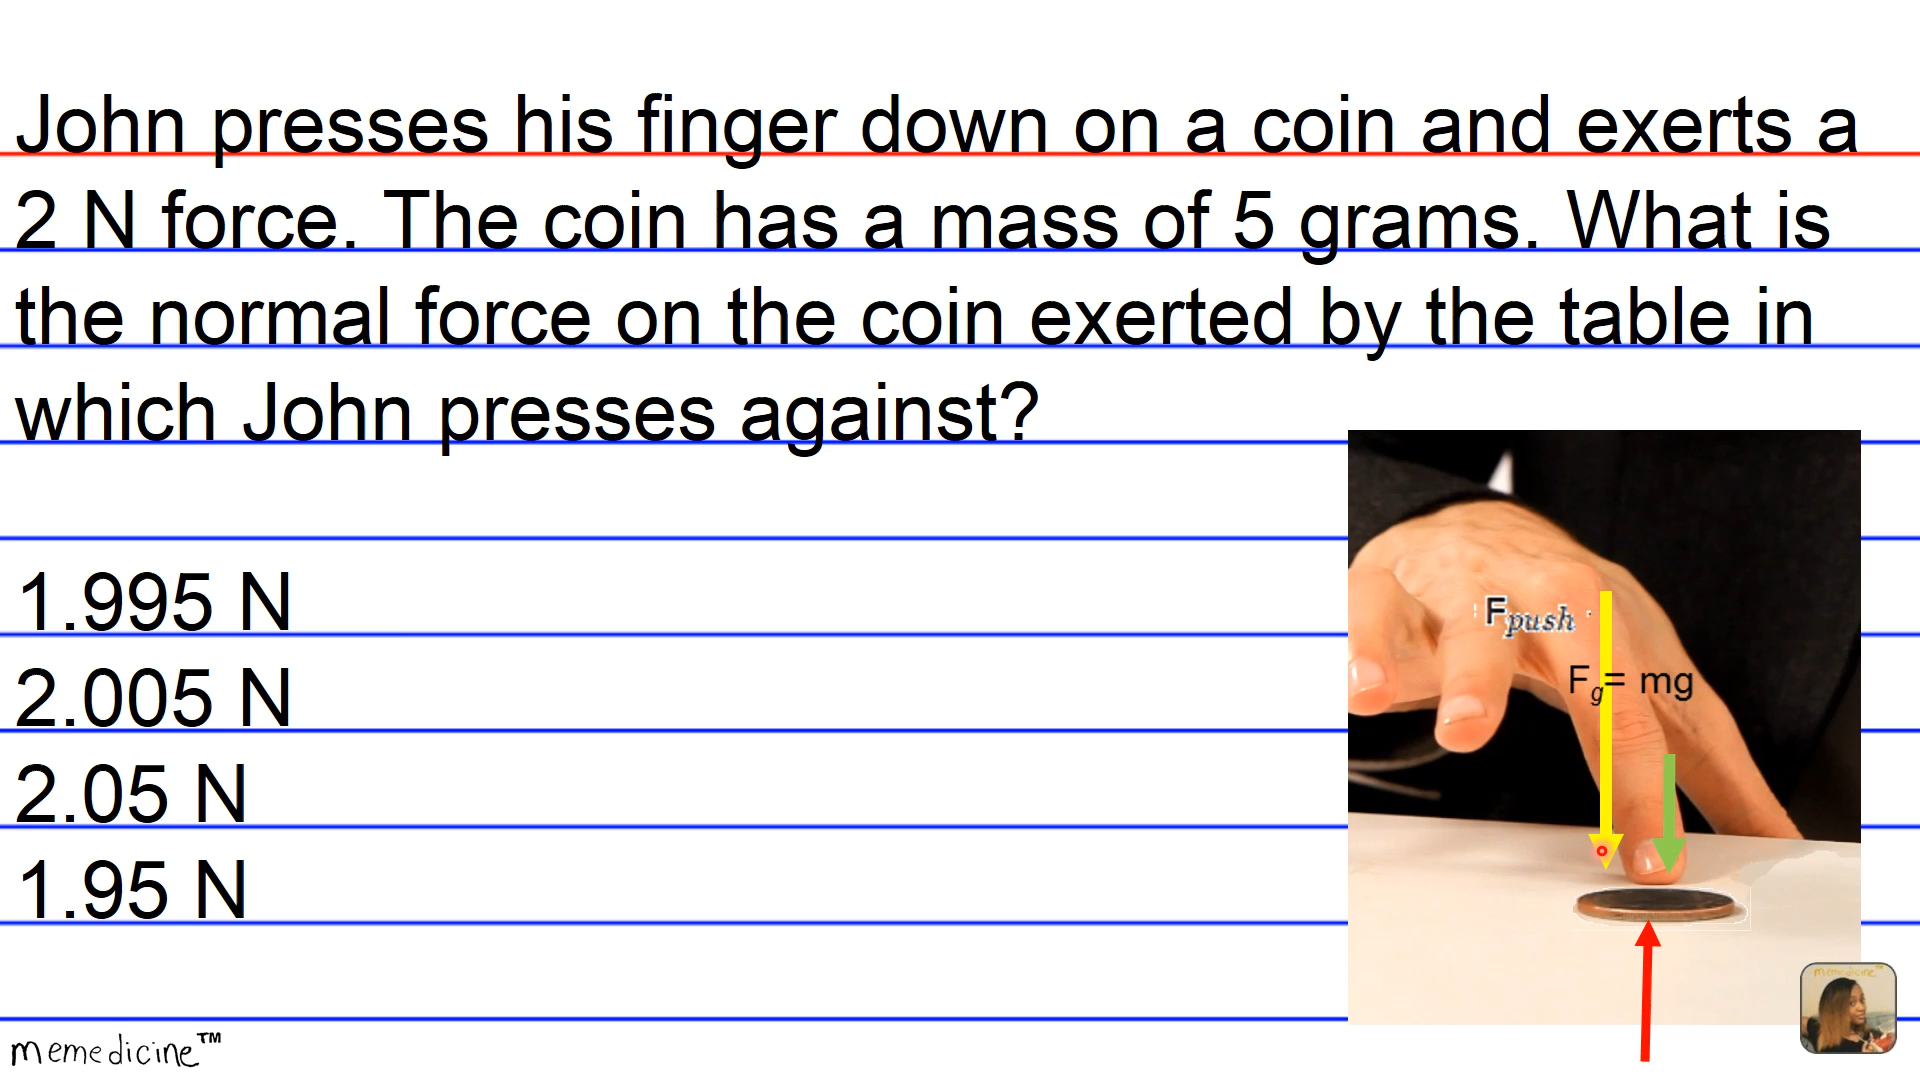 John presses his finger down on a coin and exerts a
2 N force. The coin has a mass of 5 grams. What is
the normal force on the coin exerted by the table in
which John presses against?
1.995 N
2.005 N
2.05 N
1.95 N
Fpush
Fg= mg
memedicine™
memedicine™